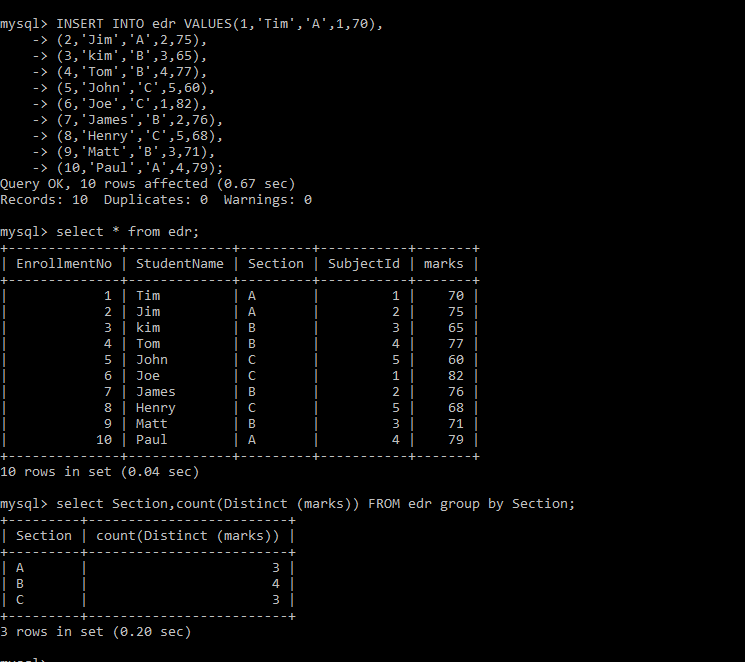 mysql> INSERT INTO edr VALUES(1,'Tim','A',1,70),
    -> (2,'Jim','A',2,75),
    -> (3,'kim','B',3,65),
    -> (4,'Tom','B',4,77),
    -> (5,'John','C',5,60),
    -> (6,'Joe','C',1,82),
    -> (7,'James','B',2,76),
    -> (8,'Henry','C',5,68),
    -> (9,'Matt','B',3,71),
    -> (10,'Paul','A',4,79);
Query OK, 10 rows affected (0.67 sec)
Records: 10  Duplicates: 0  Warnings: 0

mysql> select * from edr;
+--------------+-------------+---------+-----------+-------+
| EnrollmentNo | StudentName | Section | SubjectId | marks |
+--------------+-------------+---------+-----------+-------+
|            1 | Tim         | A       |         1 |    70 |
|            2 | Jim         | A       |         2 |    75 |
|            3 | kim         | B       |         3 |    65 |
|            4 | Tom         | B       |         4 |    77 |
|            5 | John        | C       |         5 |    60 |
|            6 | Joe         | C       |         1 |    82 |
|            7 | James       | B       |         2 |    76 |
|            8 | Henry       | C       |         5 |    68 |
|            9 | Matt        | B       |         3 |    71 |
|           10 | Paul        | A       |         4 |    79 |
+--------------+-------------+---------+-----------+-------+
10 rows in set (0.04 sec)

mysql> select Section,count(Distinct (marks)) FROM edr group by Section;
+---------+-------------------------+
| Section | count(Distinct (marks)) |
+---------+-------------------------+
| A       |                       3 |
| B       |                       4 |
| C       |                       3 |
+---------+-------------------------+
3 rows in set (0.20 sec)

mysql>